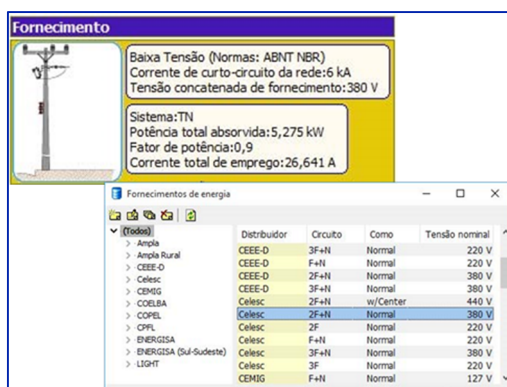 Fornecimento
Baixa Tensão (Normas: ABNT NBR)
Corrente de curto-circuito da rede:6 kA
Tensão concatenada de fornecimento:380 V
Sistema:TN
Potência total absorvida:5,275 kW
Fator de potência:0,9
Corrente total de emprego:26,641 A
Fornecimentos de energia
(Todos)
Ampla
Ampla Rural
CEEE-D
Celesc
CEMIG
COELBA
COPEL
CPFL
ENERGISA
ENERGISA (Sul-Sudeste)
LIGHT
Distribuidor Circuito Como Tensão nominal
CEEE-D 3F+N Normal 220 V
CEEE-D F+N Normal 220 V
CEEE-D 2F+N Normal 380 V
CEEE-D 3F+N Normal 380 V
Celesc 2F+N w/Center 440 V
Celesc 2F+N Normal 380 V
Celesc 2F Normal 220 V
Celesc F+N Normal 220 V
Celesc 3F+N Normal 380 V
Celesc 3F Normal 220 V
CEMIG F+N Normal 127 V